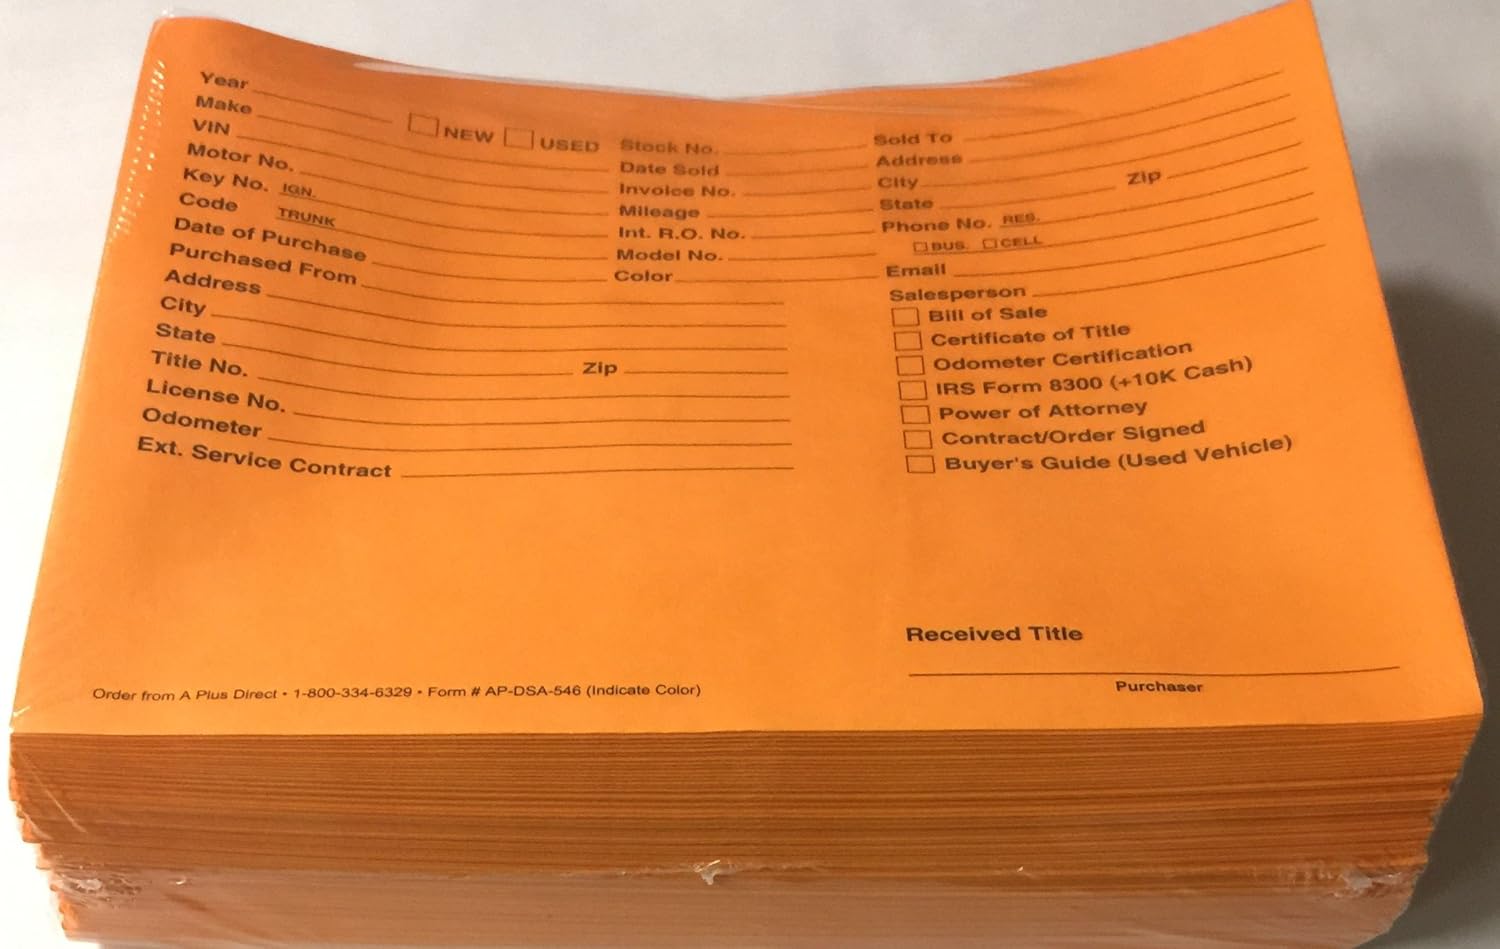 Year
Make
NEW USED
VIN
Motor No.
Key No. IGN.
Code TRUNK
Date of Purchase
Purchased From
Address
City
State
Zip
Title No.
License No.
Odometer
Ext. Service Contract
Stock No.
Date Sold
Invoice No.
Mileage
Int. R.O. No.
Model No.
Color
Sold To
Address
City
Zip
State
Phone No. RES.
BUS. CELL
Email
Salesperson
Bill of Sale
Certificate of Title
Odometer Certification
IRS Form 8300 (+10K Cash)
Power of Attorney
Contract/Order Signed
Buyer's Guide (Used Vehicle)
Received Title
Purchaser
Order from A Plus Direct • 1-800-334-6329 • Form # AP-DSA-546 (Indicate Color)